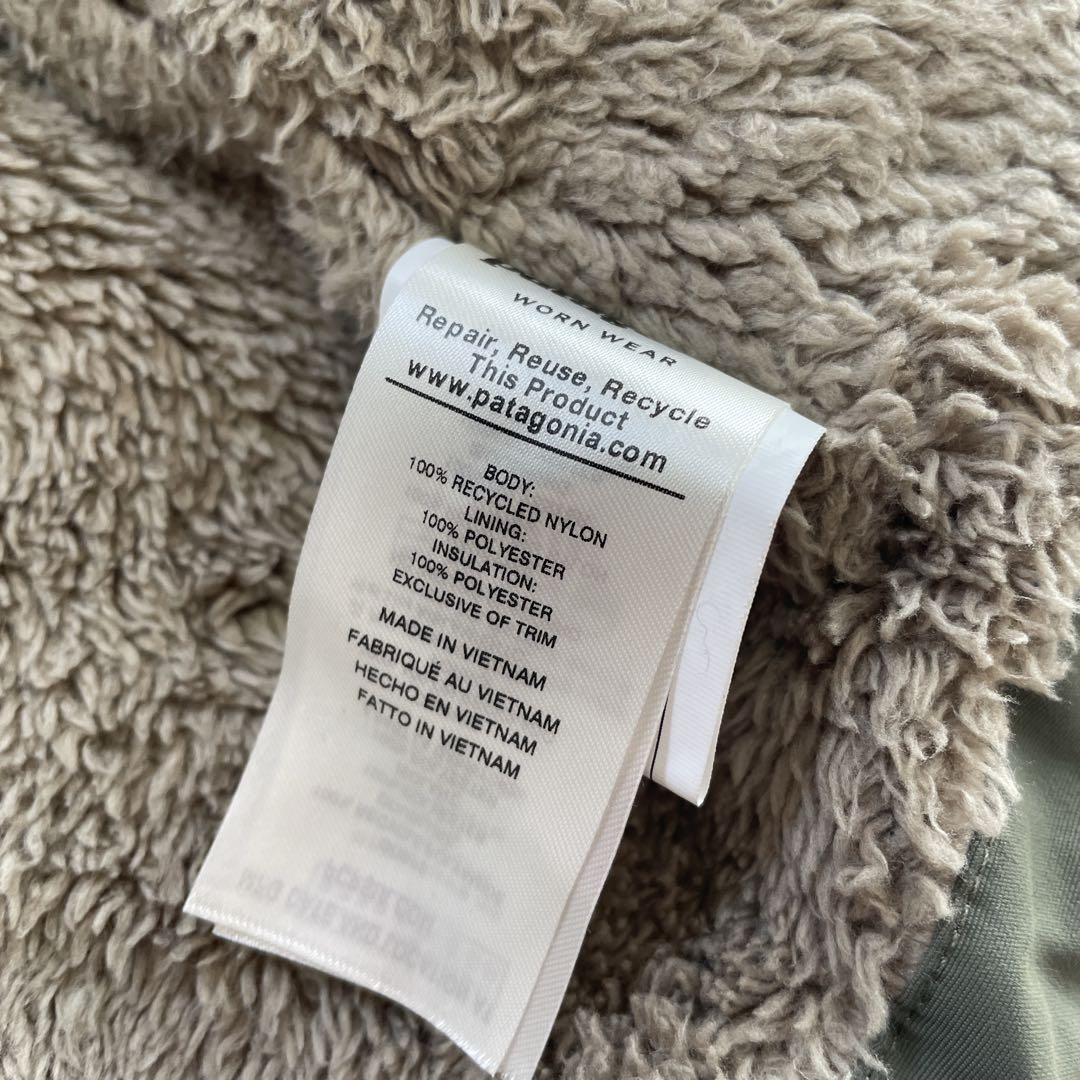 WORN WEAR
Repair, Reuse, Recycle
This Product
www.patagonia.com
BODY:
100% RECYCLED NYLON
LINING:
100% POLYESTER
INSULATION:
100% POLYESTER
EXCLUSIVE OF TRIM
MADE IN VIETNAM
FABRIQUÉ AU VIETNAM
HECHO EN VIETNAM
FATTO IN VIETNAM